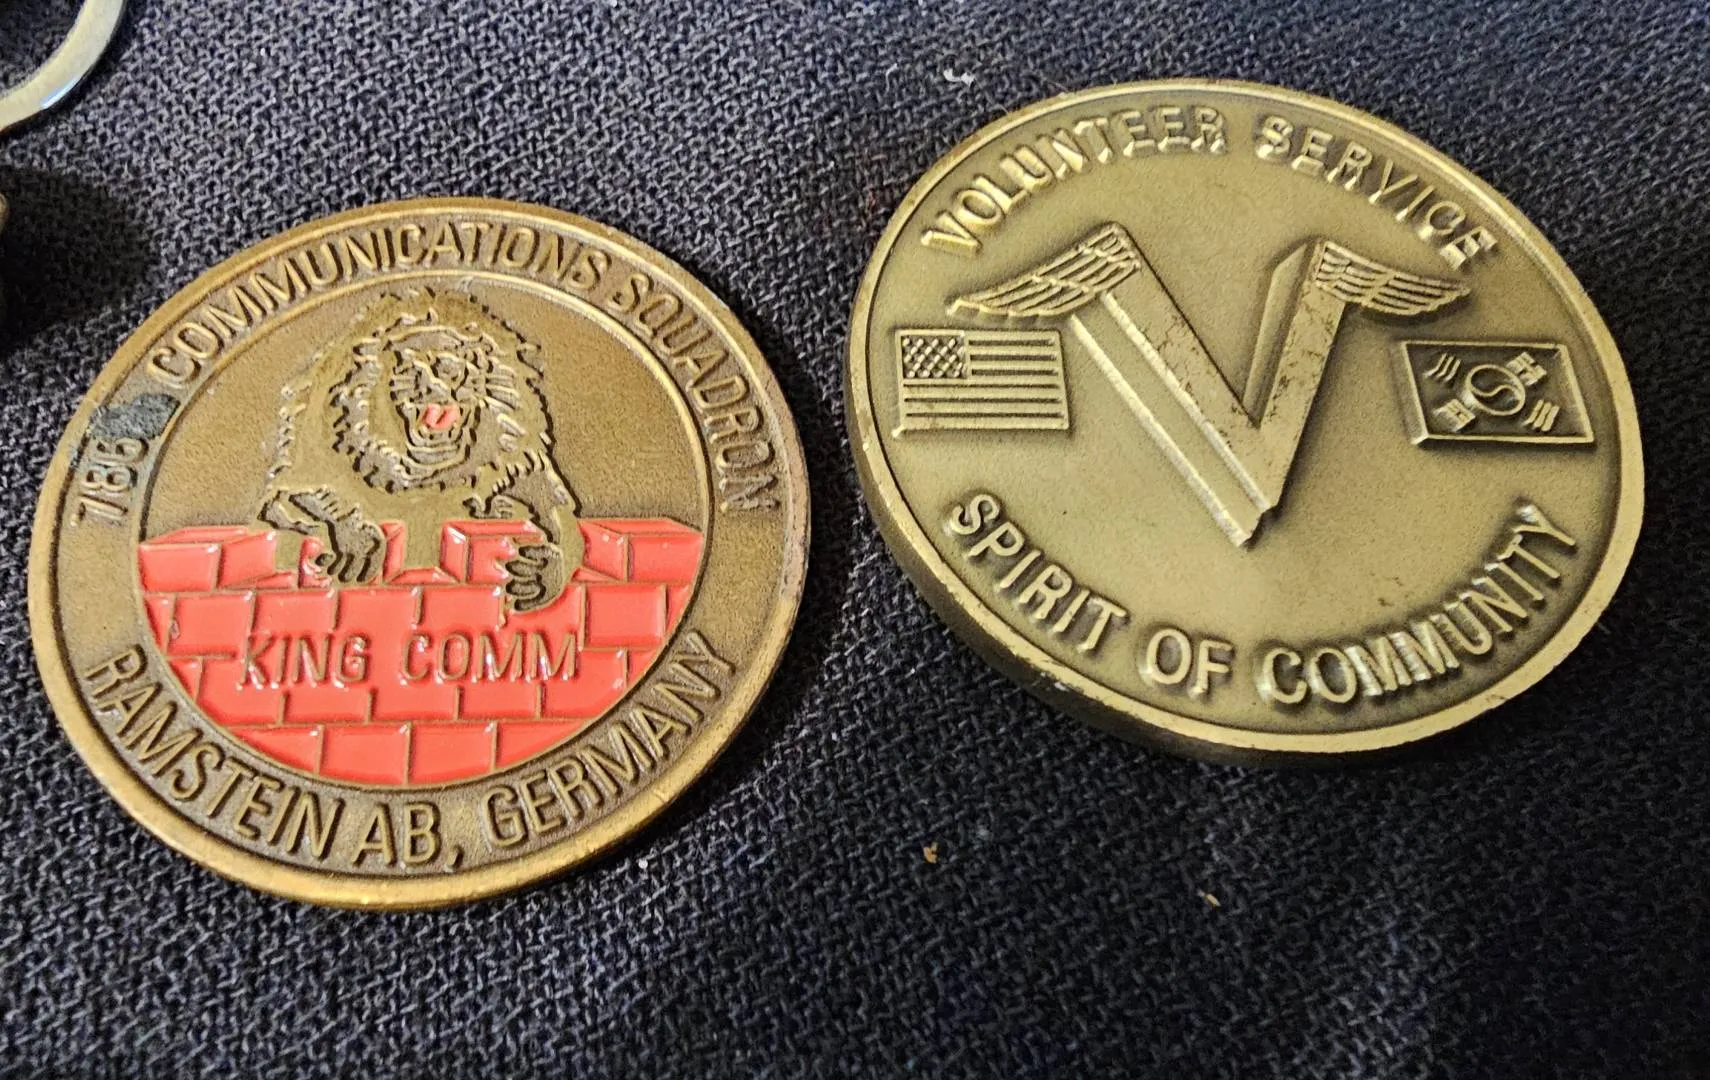 786 COMMUNICATIONS SQUADRON
KING COMM
RAMSTEIN AB, GERMANY
VOLUNTEER SERVICE
SPIRIT OF COMMUNITY